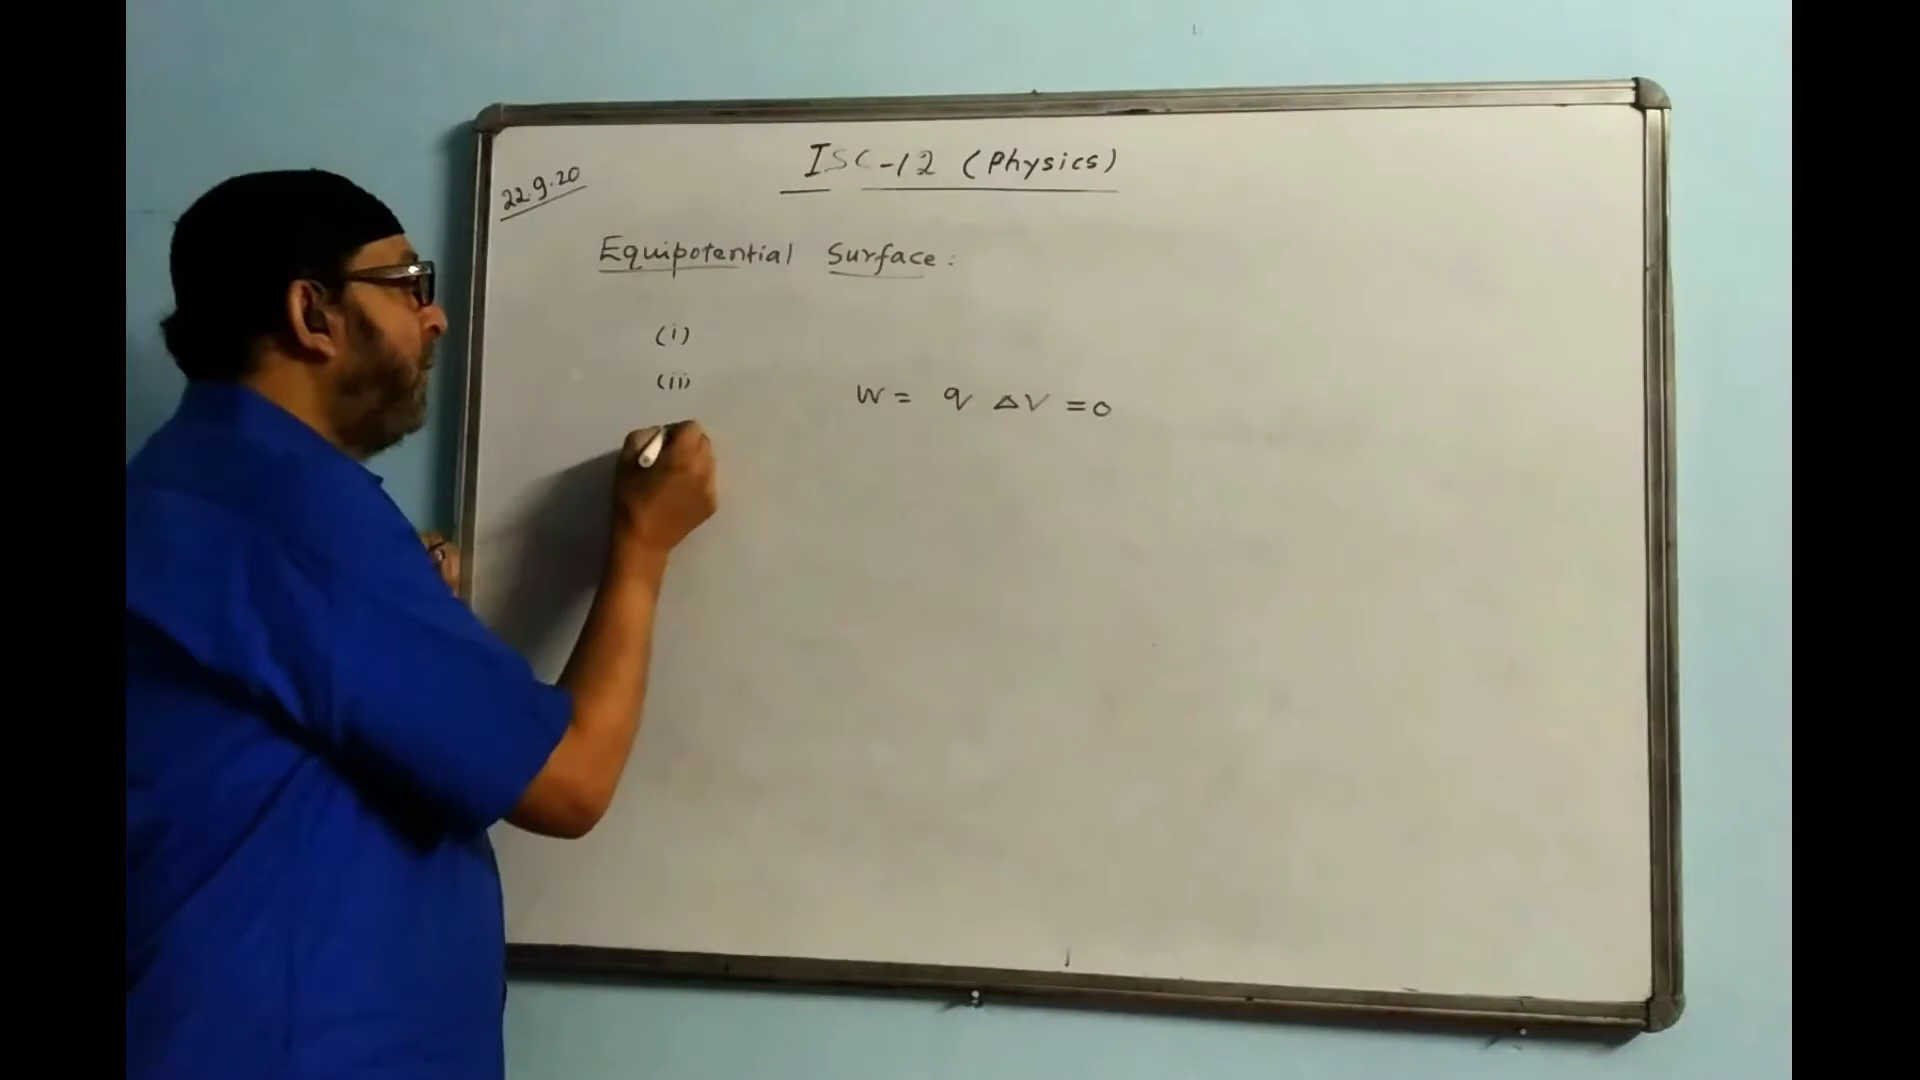 22.9.20
ISC-12 (Physics)
Equipotential Surface:
(i)
(ii)
W = q ΔV = 0